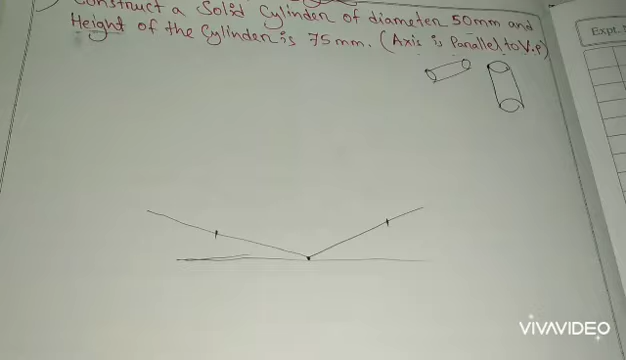 Construct a Solid Cylinder of diameter 50mm and
Height of the Cylinder is 75mm. (Axis is Parallel to V.P)
Expt.
VIVAVIDEO